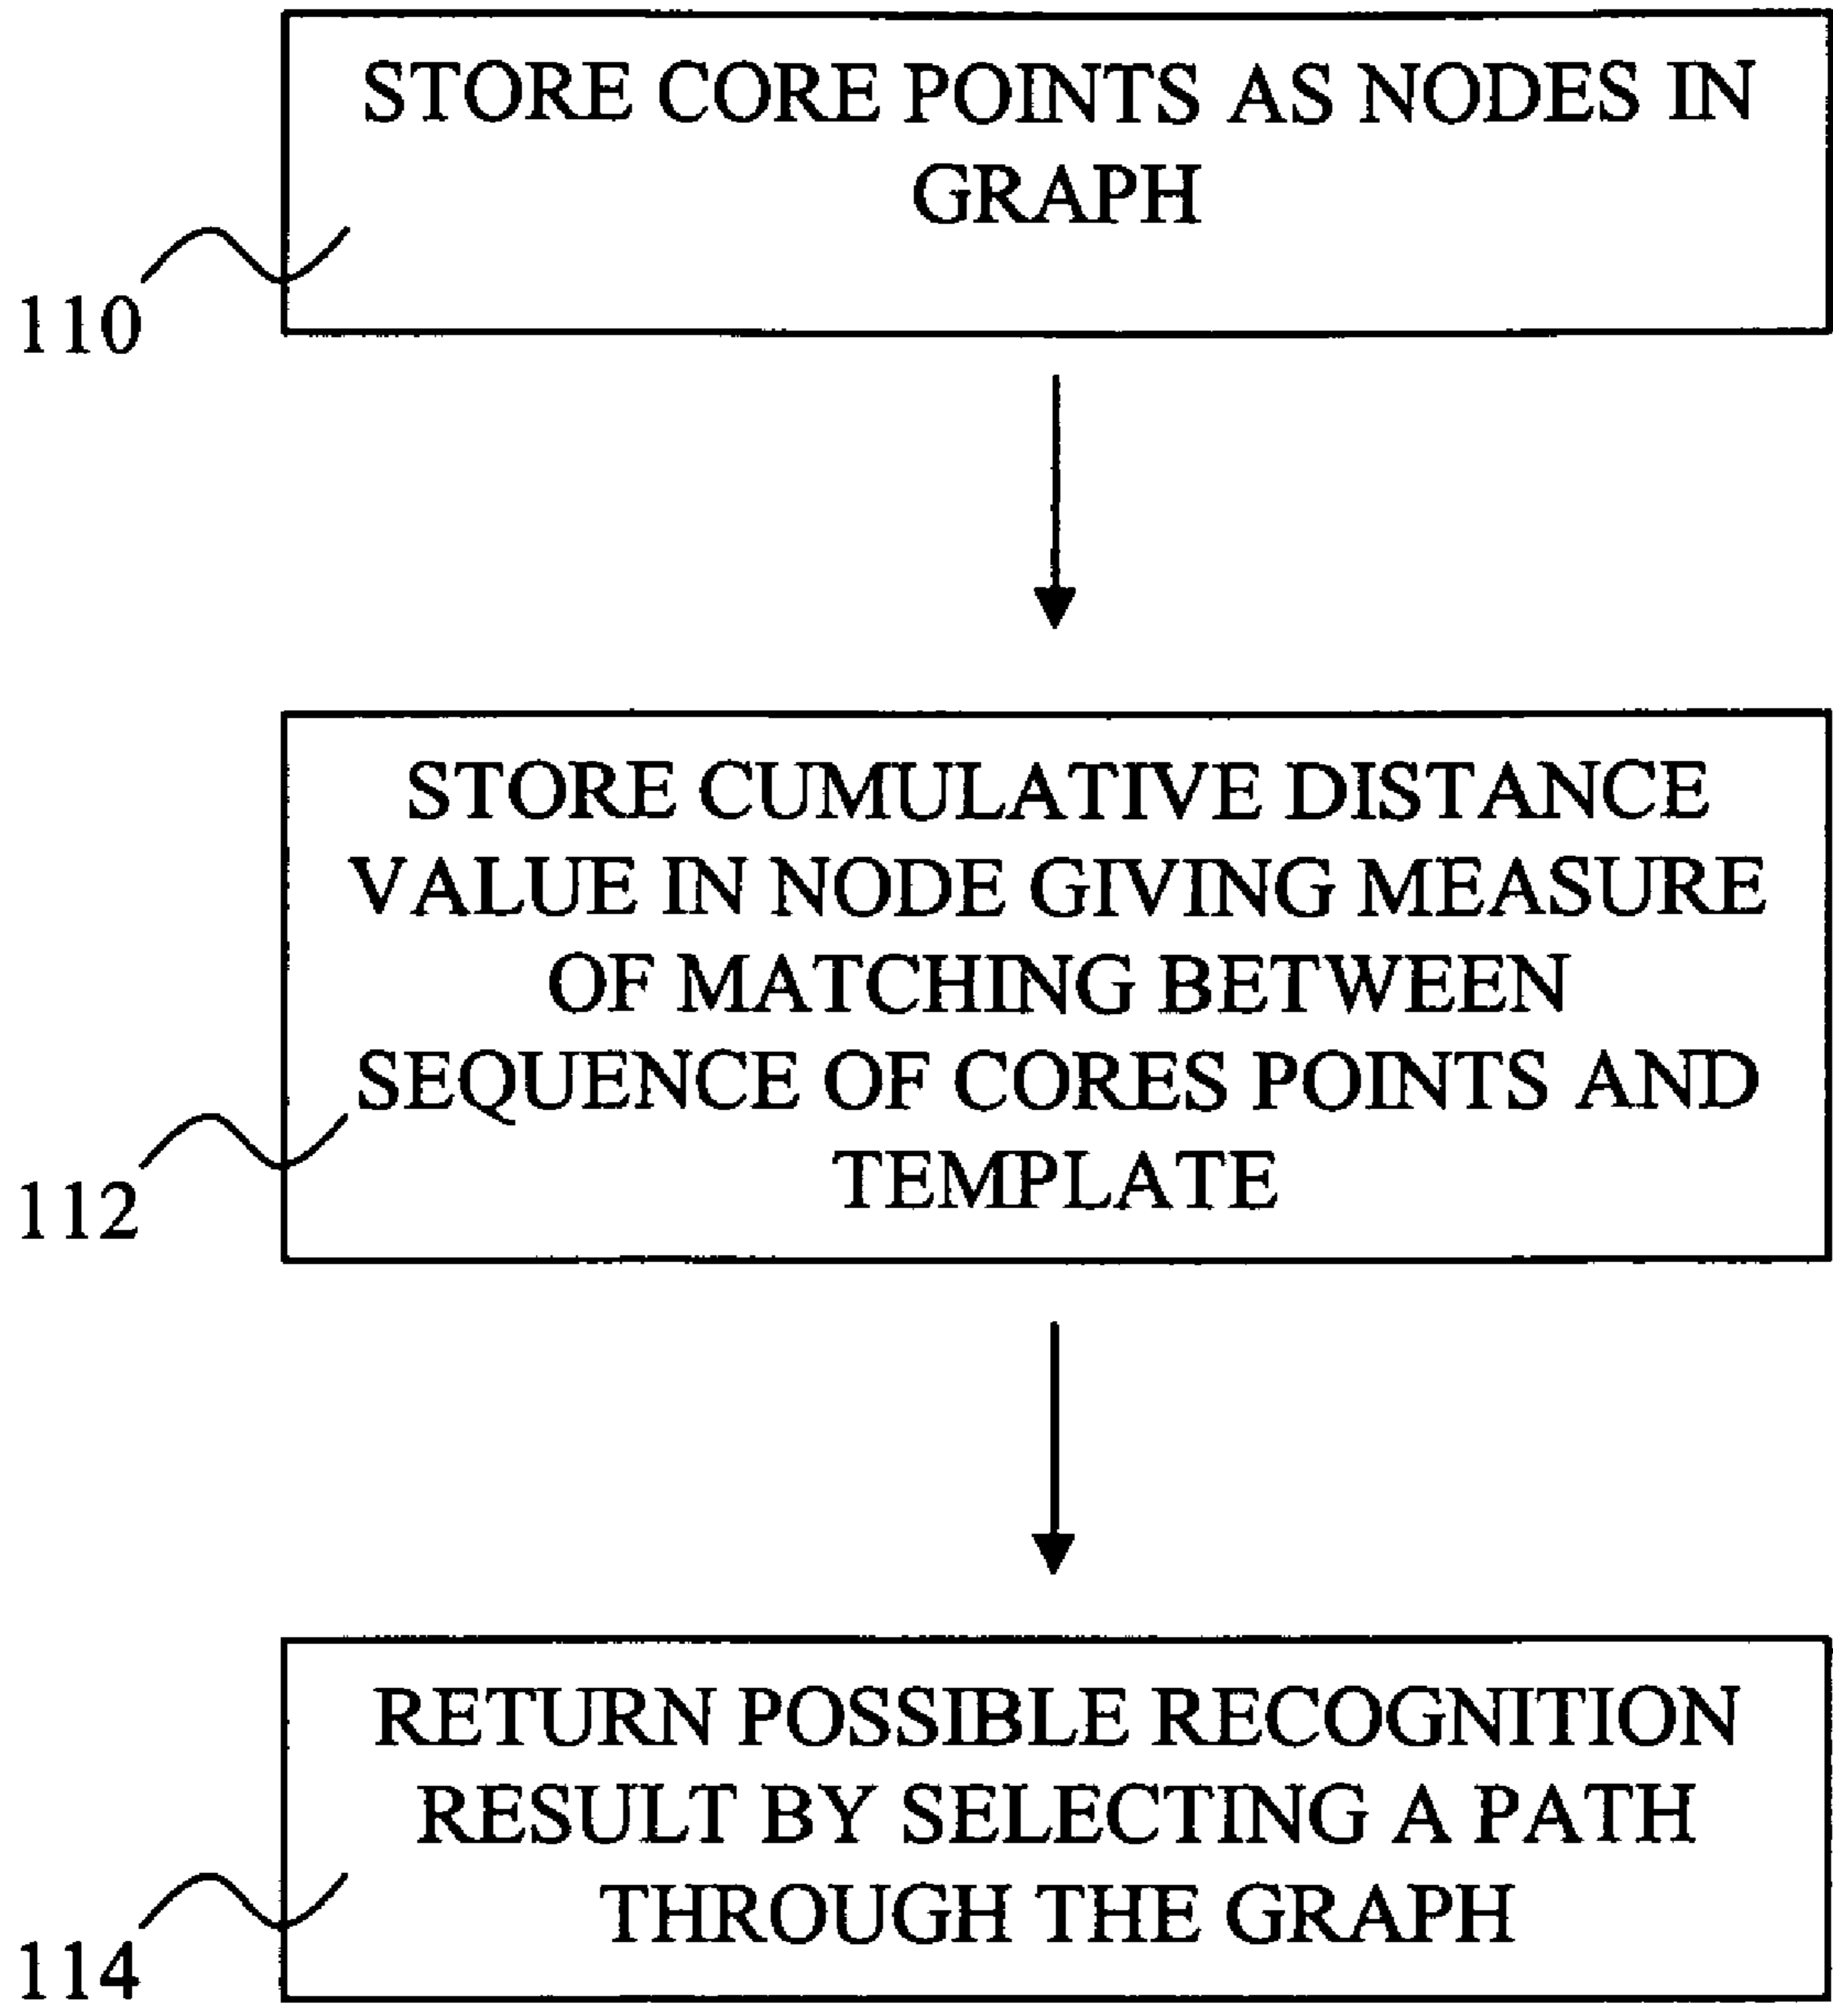 STORE CORE POINTS AS NODES IN
GRAPH
110
STORE CUMULATIVE DISTANCE
VALUE IN NODE GIVING MEASURE
OF MATCHING BETWEEN
SEQUENCE OF CORES POINTS AND
TEMPLATE
112
RETURN POSSIBLE RECOGNITION
RESULT BY SELECTING A PATH
THROUGH THE GRAPH
114